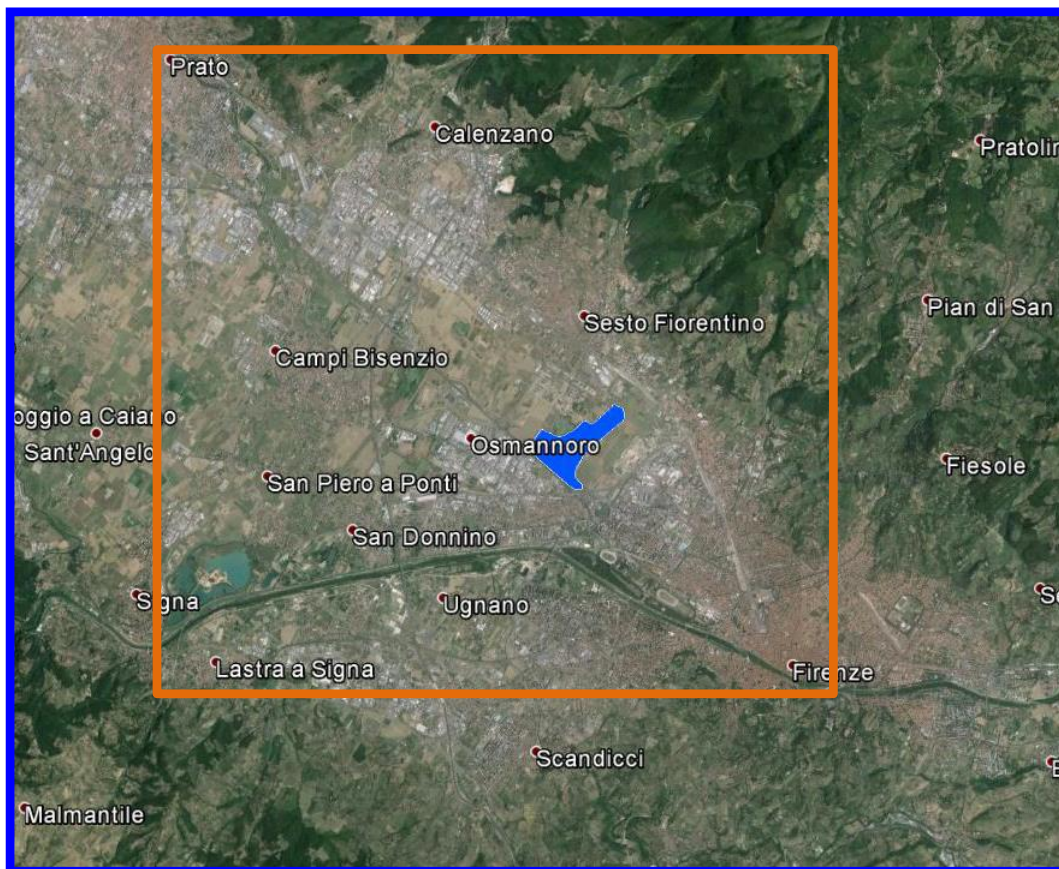 Prato
Calenzano
Pratolin
Pian di San
Sesto Fiorentino
Campi Bisenzio
oggio a Caiano
Sant'Angelo
Osmannoro
Fiesole
San Piero a Ponti
San Donnino
Signa
Ugnano
Lastra a Signa
Firenze
Scandicci
Malmantile